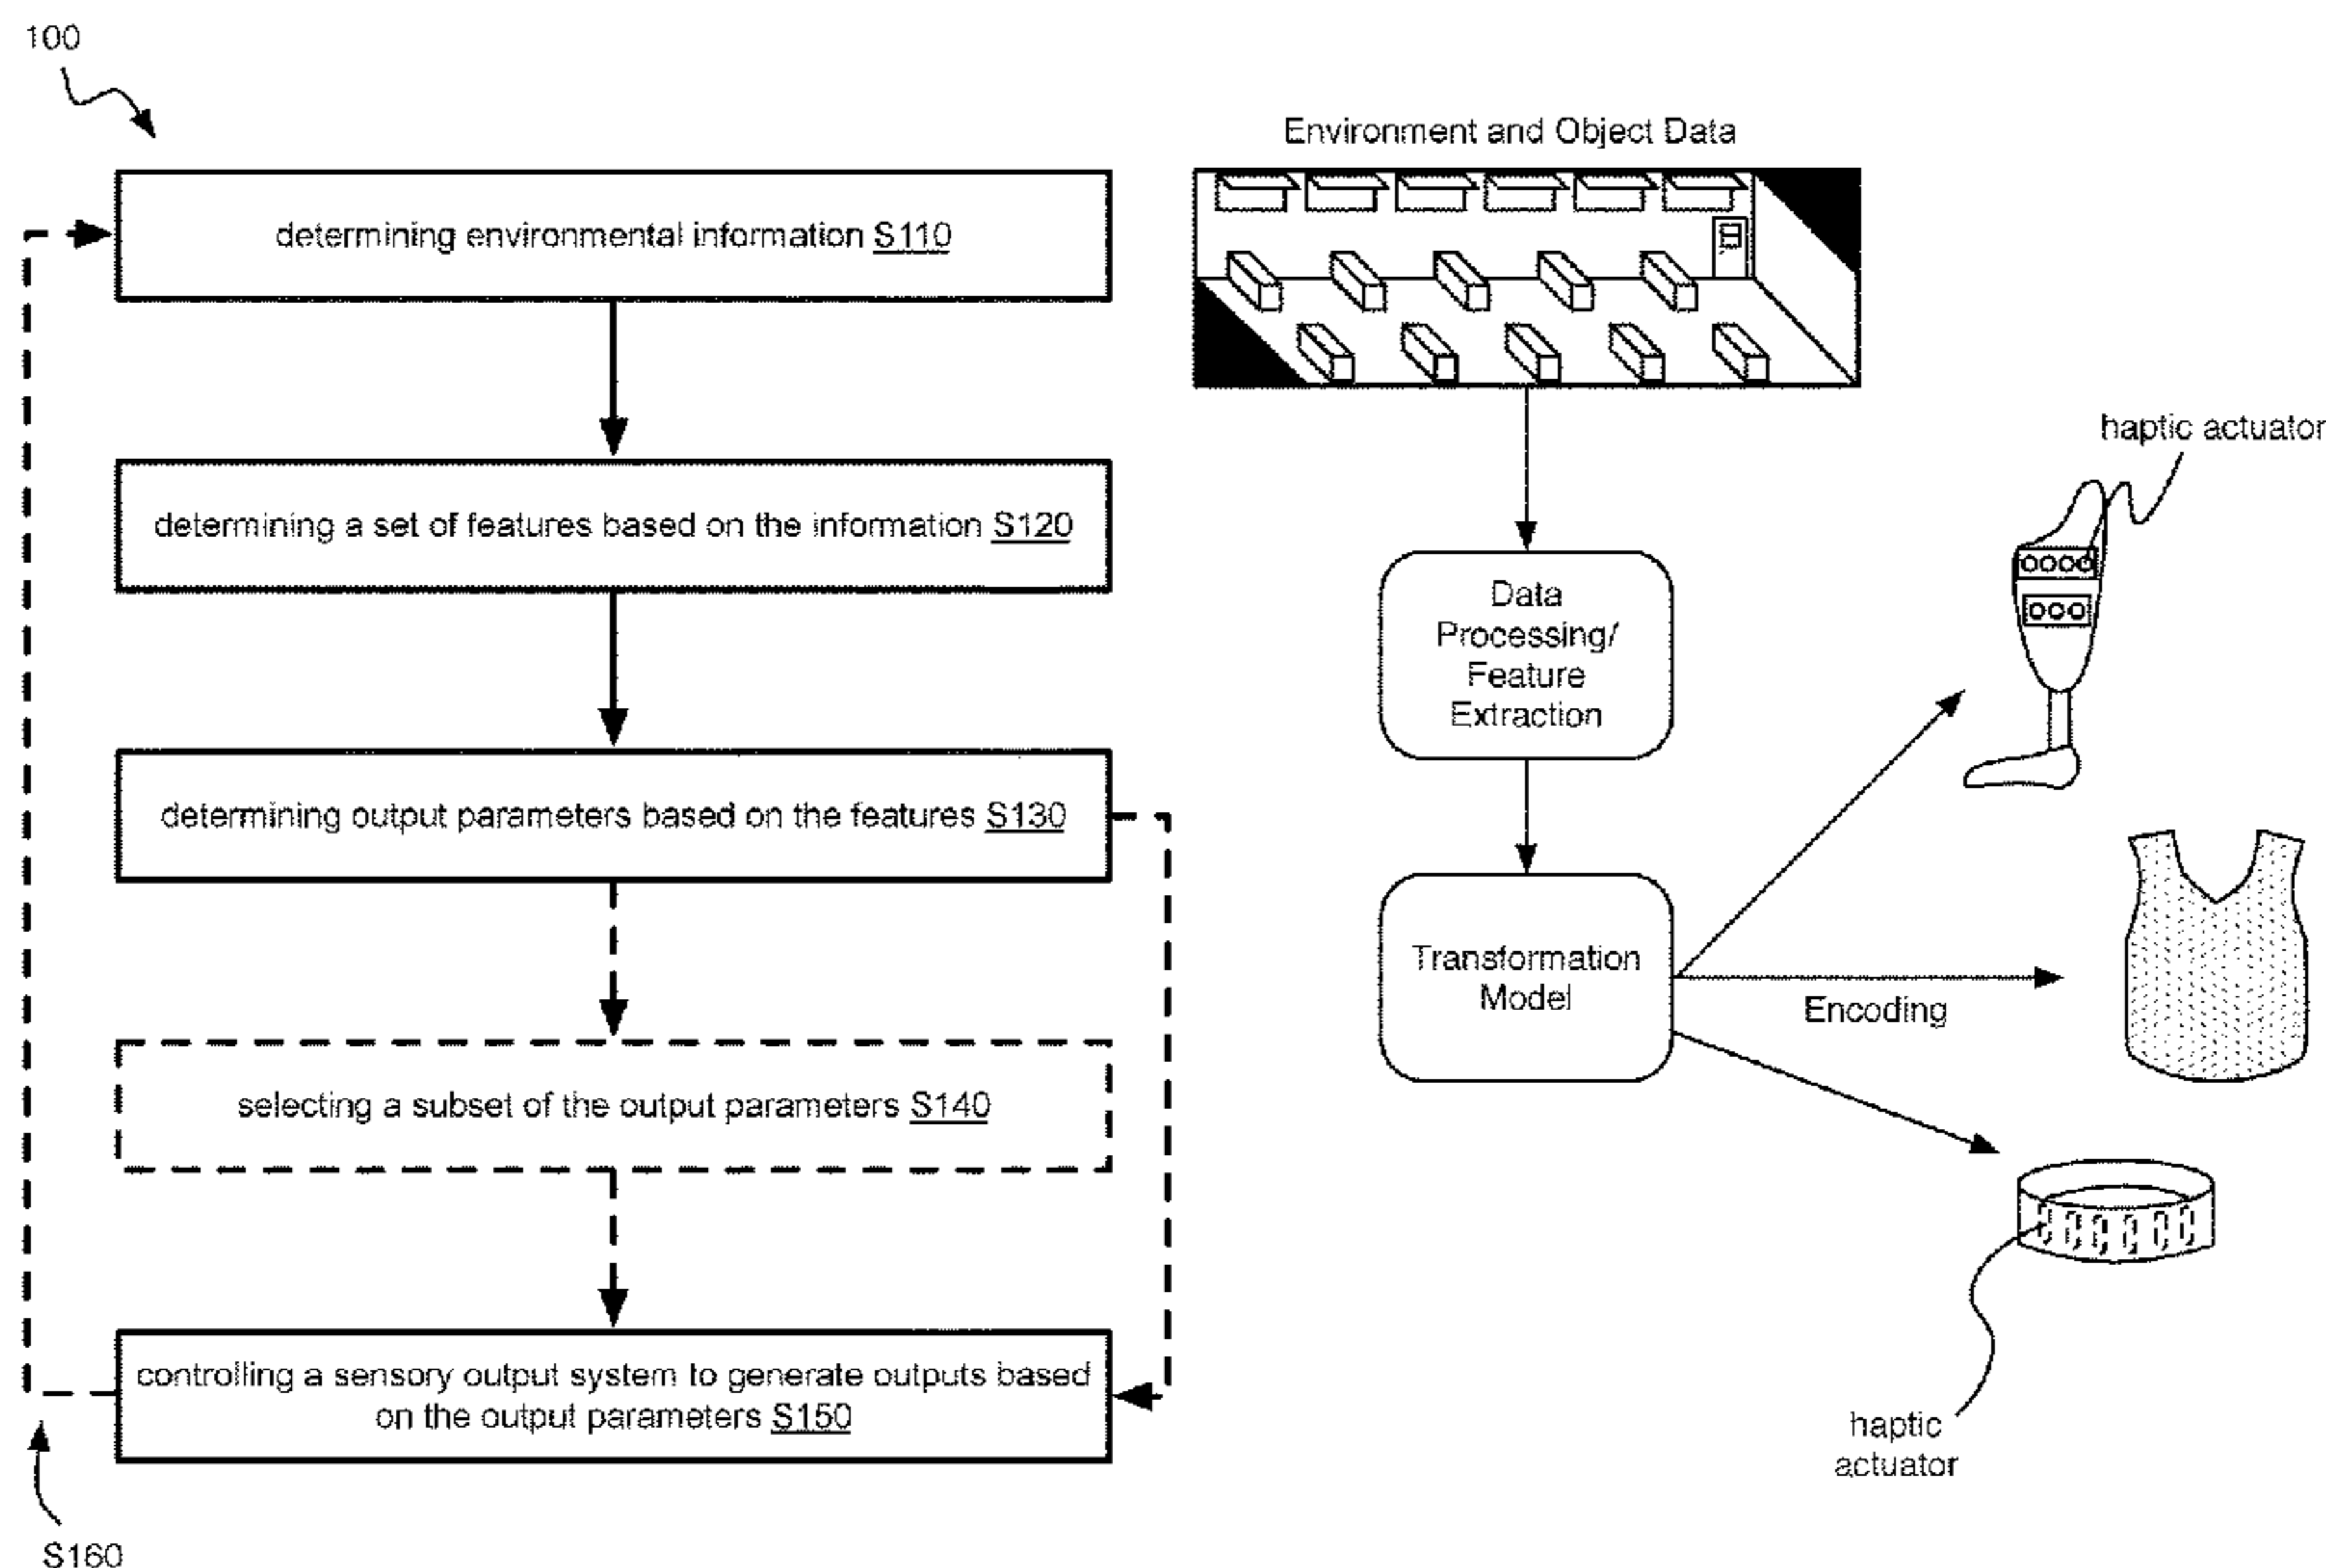 100
determining environmental information S110
determining a set of features based on the information S120
determining output parameters based on the features S130
selecting a subset of the output parameters S140
controlling a sensory output system to generate outputs based
on the output parameters S150
S160
Environment and Object Data
Data
Processing/
Feature
Extraction
Transformation
Model
Encoding
haptic actuator
haptic
actuator